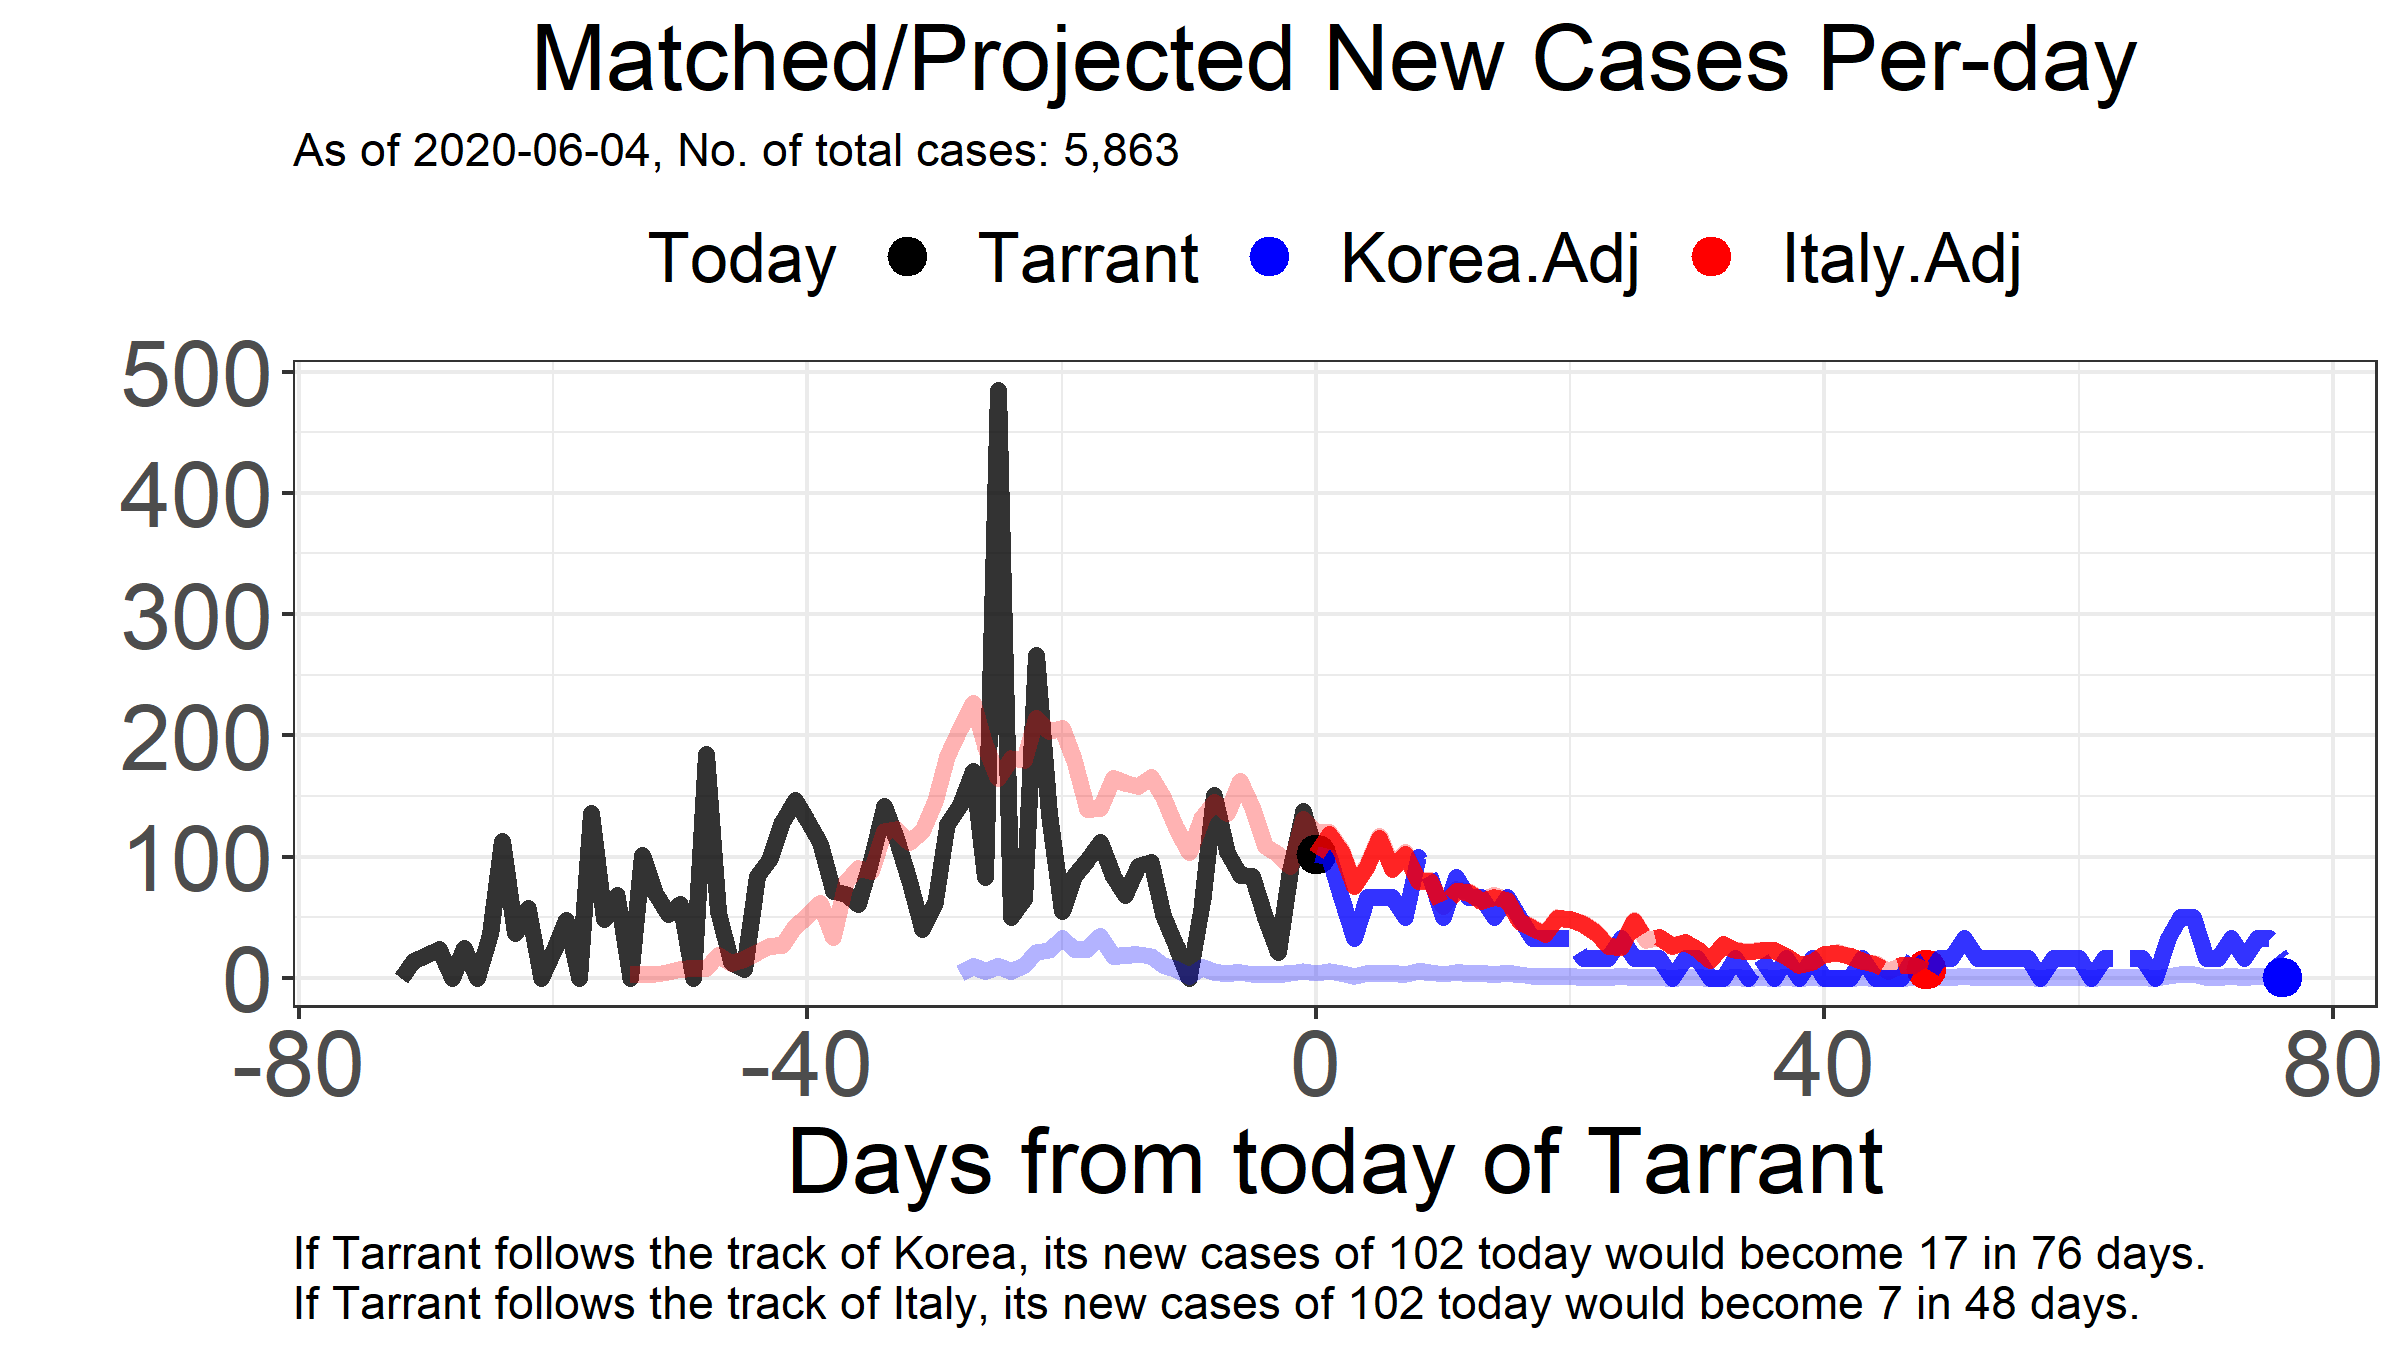 Matched/Projected New Cases Per-day
As of 2020-06-04, No. of total cases: 5,863
Today Tarrant Korea.Adj Italy.Adj
500
400
300
200
100
0
-80 -40 0 40 80
Days from today of Tarrant
If Tarrant follows the track of Korea, its new cases of 102 today would become 17 in 76 days.
If Tarrant follows the track of Italy, its new cases of 102 today would become 7 in 48 days.